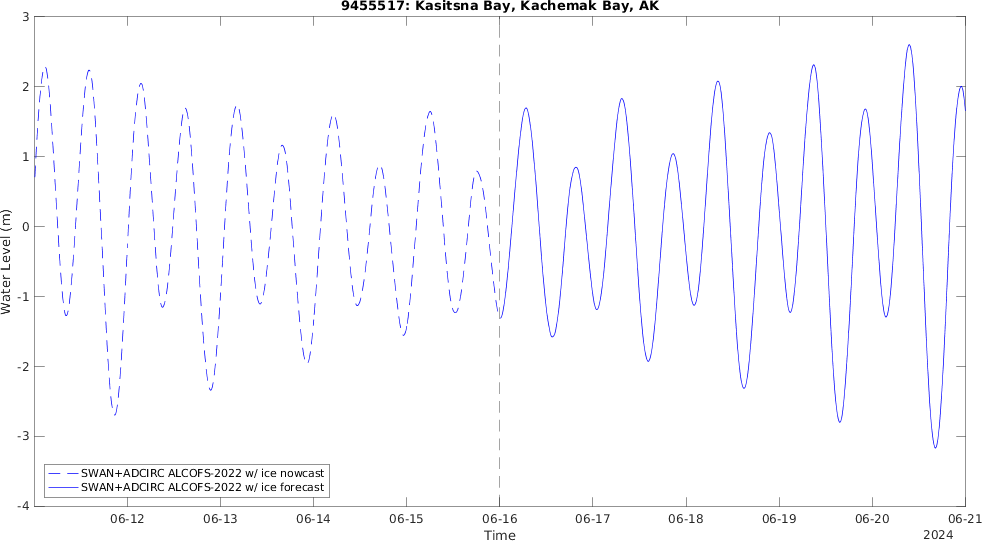 9455517: Kasitsna Bay, Kachemak Bay, AK
3
2
1
0
-1
-2
-3
-4
Water Level (m)
SWAN+ADCIRC ALCOFS-2022 w/ ice nowcast
SWAN+ADCIRC ALCOFS-2022 w/ ice forecast
06-12 06-13 06-14 06-15 06-16 06-17 06-18 06-19 06-20 06-21
Time
2024